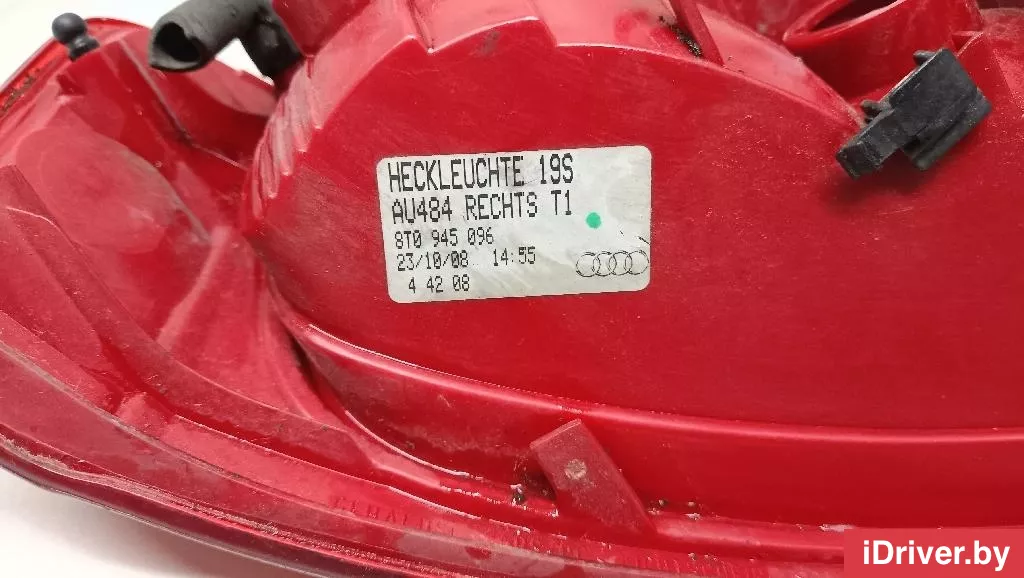 HECKLEUCHTE 19S
AU484 RECHTS T1
8T0 945 096
23/10/08 14:55
4 42 08
iDriver.by